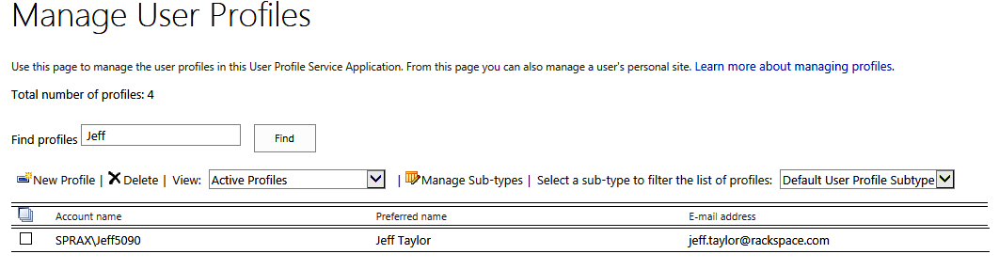 Manage User Profiles
Use this page to manage the user profiles in this User Profile Service Application. From this page you can also manage a user's personal site. Learn more about managing profiles.
Total number of profiles: 4
Find profiles Jeff Find
New Profile | Delete | View: Active Profiles | Manage Sub-types | Select a sub-type to filter the list of profiles: Default User Profile Subtype
Account name Preferred name E-mail address
SPRAX\Jeff5090 Jeff Taylor jeff.taylor@rackspace.com